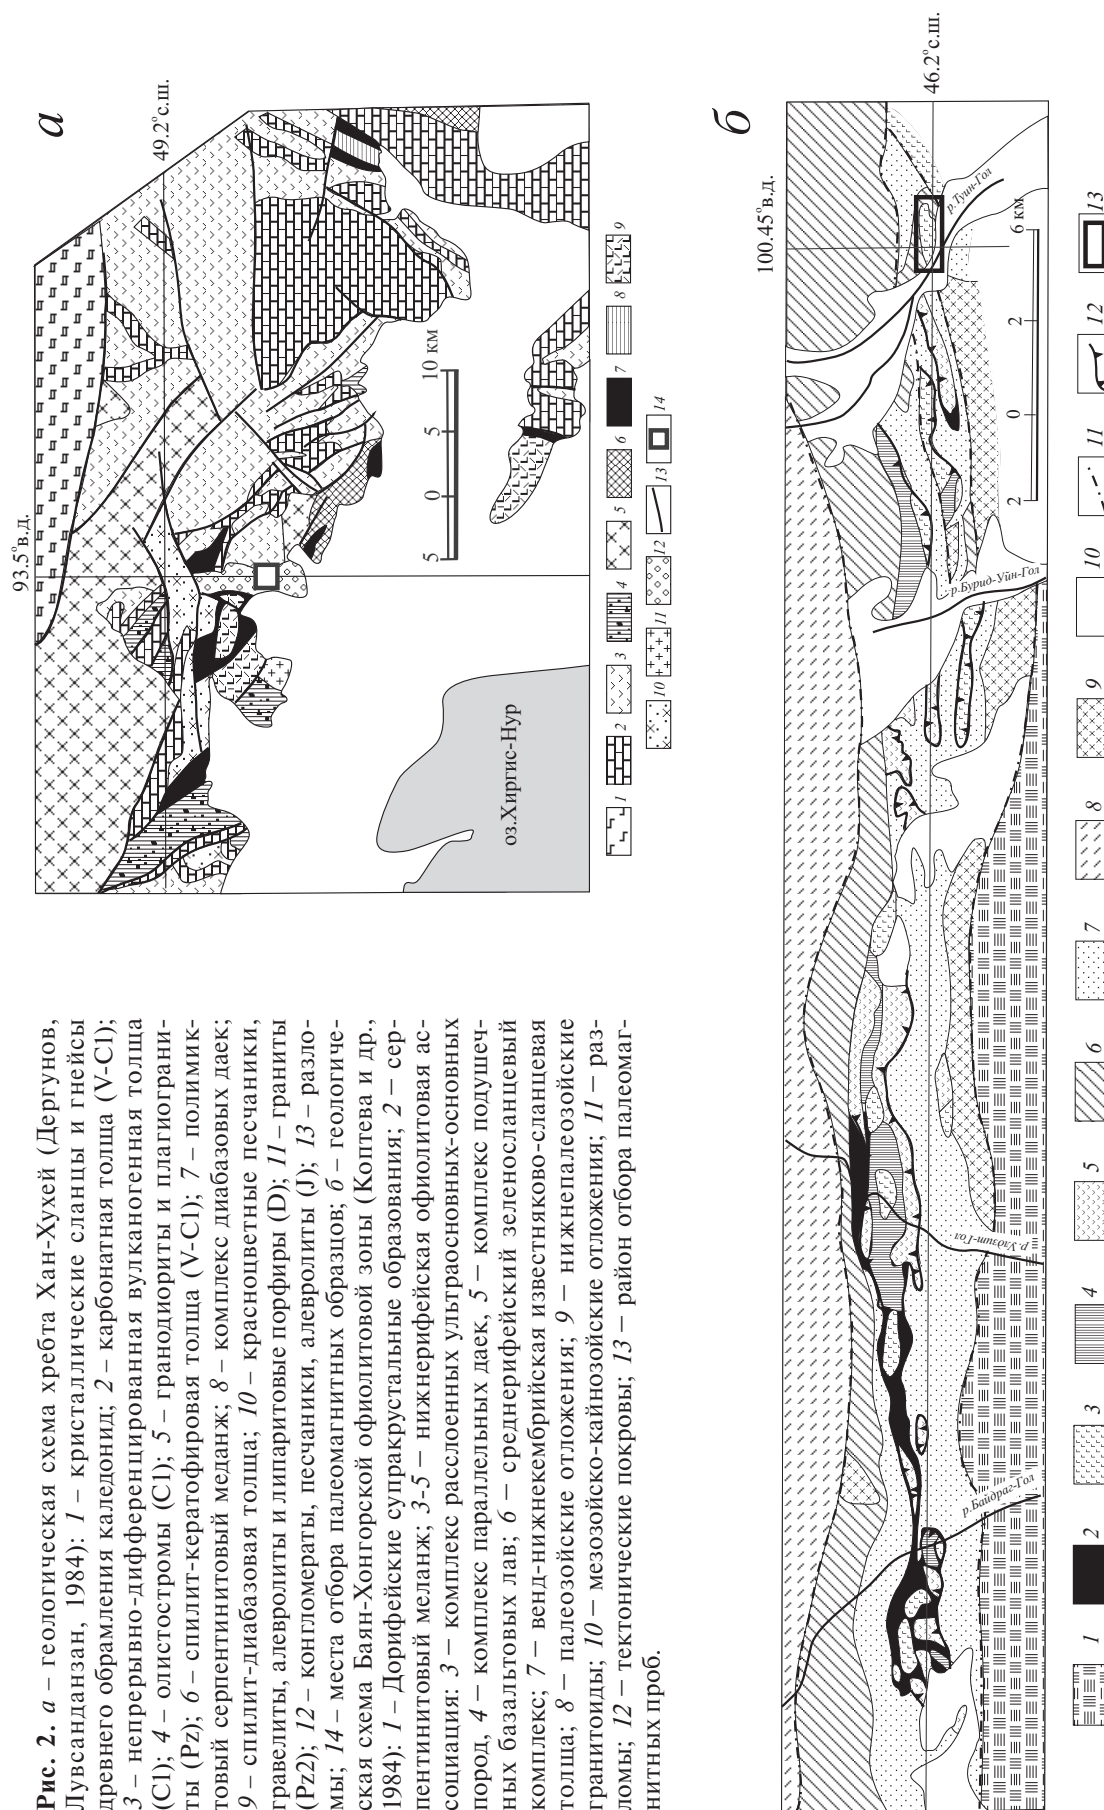 Рис. 2. а – геологическая схема хребта Хан-Хухей (Дергунов,
Лувсанданзан, 1984): 1 – кристаллические сланцы и гнейсы
древнего обрамления каледонид; 2 – карбонатная толща (V-Cl);
3 – непрерывно-дифференцированная вулканогенная толща
(Cl); 4 – олистостромы (Cl); 5 – гранодиориты и плагиограни-
ты (Pz); 6 – спилит-кератофировая толща (V-Cl); 7 – полимик-
товый серпентинитовый меданж; 8 – комплекс диабазовых даек;
9 – спилит-диабазовая толща; 10 – красноцветные песчаники,
гравелиты, алевролиты и липаритовые порфиры (D); 11 – граниты
(Pz2); 12 – конгломераты, песчаники, алевролиты (J); 13 – разло-
мы; 14 – места отбора палеомагнитных образцов; б – геологиче-
ская схема Баян-Хонгорской офиолитовой зоны (Коптева и др.,
1984): 1 – Дорифейские супракрустальные образования; 2 – сер-
пентинитовый меланж; 3-5 – нижнерифейская офиолитовая ас-
социация: 3 – комплекс расслоенных ультраосновных-основных
пород, 4 – комплекс параллельных даек, 5 – комплекс подушеч-
ных базальтовых лав; 6 – среднерифейский зеленосланцевый
комплекс; 7 – венд-нижнекембрийская известняково-сланцевая
толща; 8 – палеозойские отложения; 9 – нижнепалеозойские
гранитоиды; 10 – мезозойско-кайнозойские отложения; 11 – раз-
ломы; 12 – тектонические покровы; 13 – район отбора палеомаг-
нитных проб.
а
93.5°в.д.
49.2°с.ш.
оз.Хиргис-Нур
5 0 5 10 км
1 2 3 4 5 6 7 8 9
10 11 12 13 14
б
100.45°в.д.
46.2°с.ш.
р.Байдраг-Гол
р. Улдзит-Гол
р.Бурид-Уйн-Гол
р.Туин-Гол
2 0 2 6 км
1 2 3 4 5 6 7 8 9 10 11 12 13